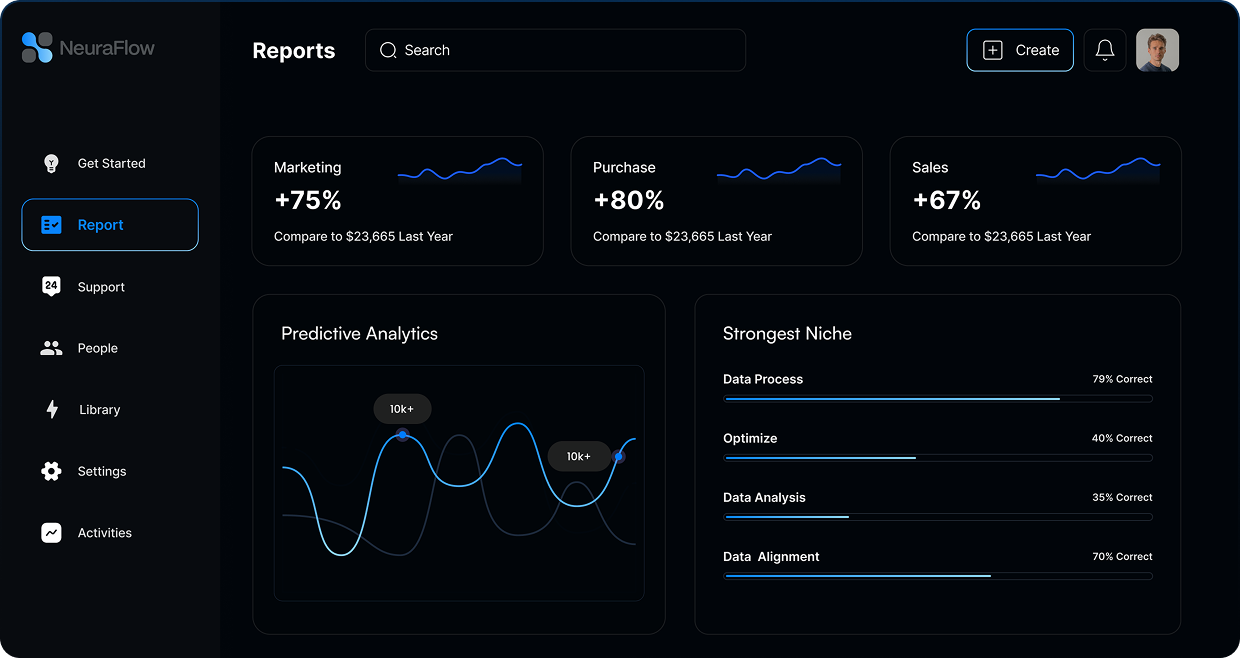 NeuraFlow
Reports
Search
Create
Get Started
Report
24
Support
People
Library
Settings
Activities
Marketing
+75%
Compare to $23,665 Last Year
Purchase
+80%
Compare to $23,665 Last Year
Sales
+67%
Compare to $23,665 Last Year
Predictive Analytics
10k+
10k+
Strongest Niche
Data Process 79% Correct
Optimize 40% Correct
Data Analysis 35% Correct
Data  Alignment 70% Correct